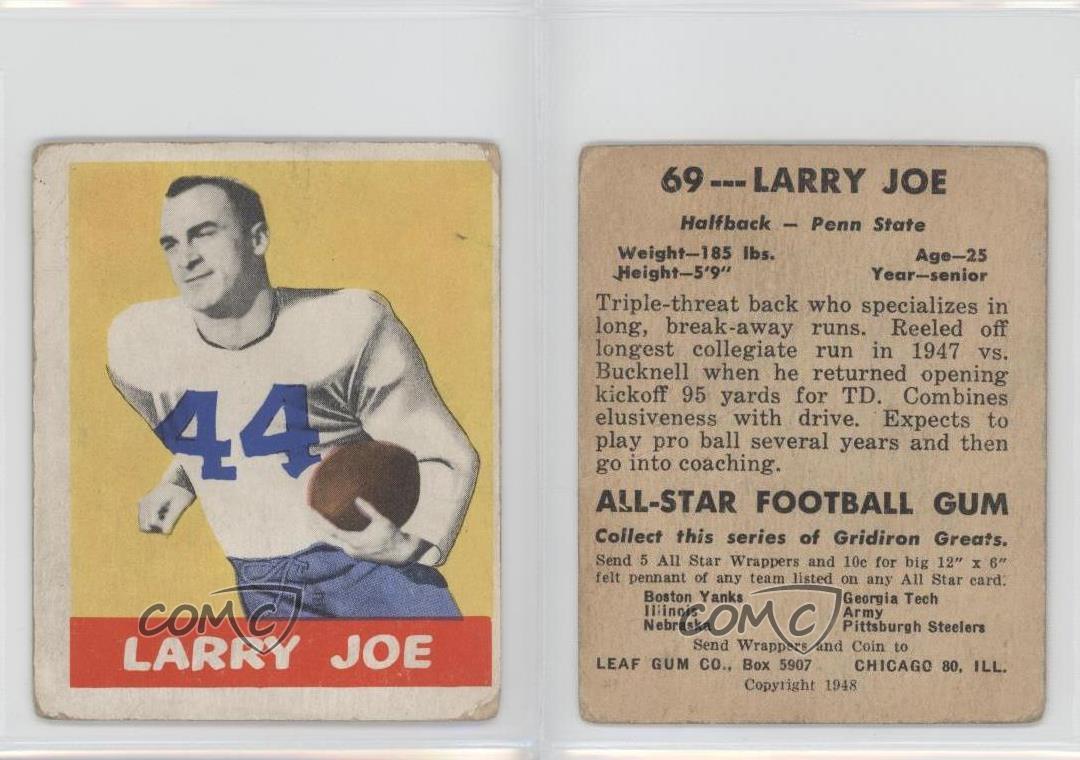 44
COMC
LARRY JOE
69---LARRY JOE
Halfback — Penn State
Weight—185 lbs. Age—25
Height—5'9" Year—senior
Triple-threat back who specializes in
long, break-away runs. Reeled off
longest collegiate run in 1947 vs.
Bucknell when he returned opening
kickoff 95 yards for TD. Combines
elusiveness with drive. Expects to
play pro ball several years and then
go into coaching.
ALL-STAR FOOTBALL GUM
Collect this series of Gridiron Greats.
Send 5 All Star Wrappers and 10c for big 12" x 6"
felt pennant of any team listed on any All Star card.
Boston Yanks Georgia Tech
Illinois Army
Nebraska Pittsburgh Steelers
COMC
Send Wrappers and Coin to
LEAF GUM CO., Box 5907 CHICAGO 80, ILL.
Copyright 1948